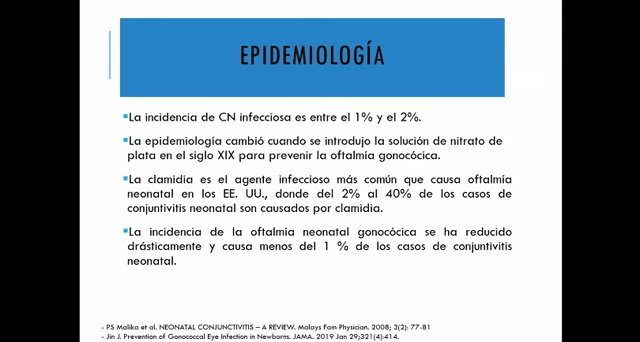 EPIDEMIOLOGÍA
▪La incidencia de CN infecciosa es entre el 1% y el 2%.
▪La epidemiología cambió cuando se introdujo la solución de nitrato de
plata en el siglo XIX para prevenir la oftalmía gonocócica.
▪La clamidia es el agente infeccioso más común que causa oftalmía
neonatal en los EE. UU., donde del 2% al 40% de los casos de
conjuntivitis neonatal son causados por clamidia.
▪La incidencia de la oftalmía neonatal gonocócica se ha reducido
drásticamente y causa menos del 1 % de los casos de conjuntivitis
neonatal.
- PS Malika et al. NEONATAL CONJUNCTIVITIS – A REVIEW. Malays Fam Physician. 2008; 3(2): 77-81
- Jin J. Prevention of Gonococcal Eye Infection in Newborns. JAMA. 2019 Jan 29;321(4):414.